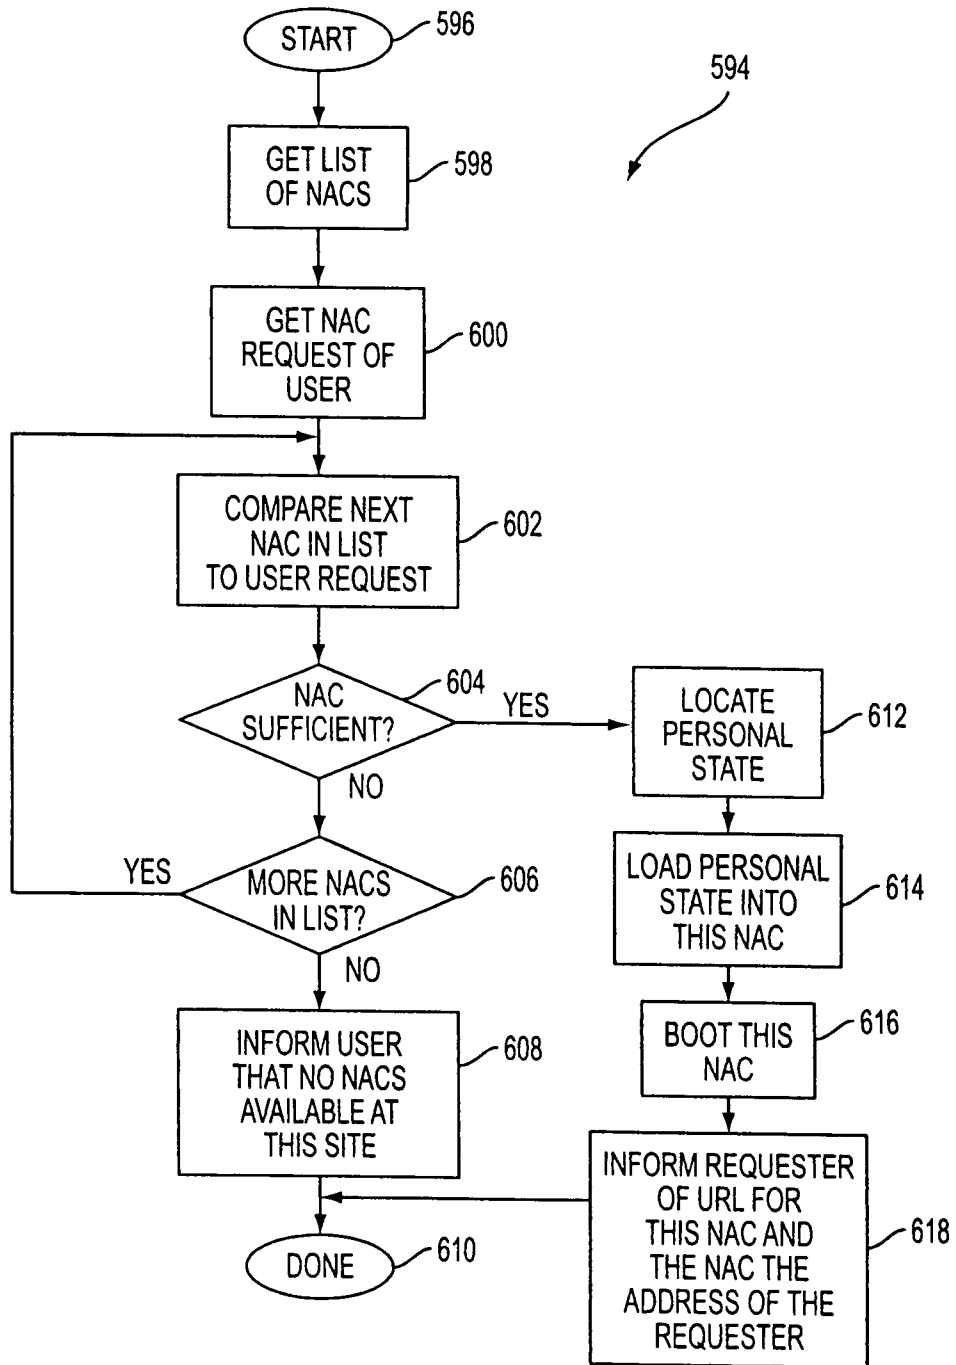 START
596
594
GET LIST
OF NACS
598
GET NAC
REQUEST OF
USER
600
COMPARE NEXT
NAC IN LIST
TO USER REQUEST
602
NAC
SUFFICIENT?
604
YES
NO
LOCATE
PERSONAL
STATE
612
MORE NACS
IN LIST?
606
YES
NO
LOAD PERSONAL
STATE INTO
THIS NAC
614
BOOT THIS
NAC
616
INFORM USER
THAT NO NACS
AVAILABLE AT
THIS SITE
608
INFORM REQUESTER
OF URL FOR
THIS NAC AND
THE NAC THE
ADDRESS OF THE
REQUESTER
618
DONE
610